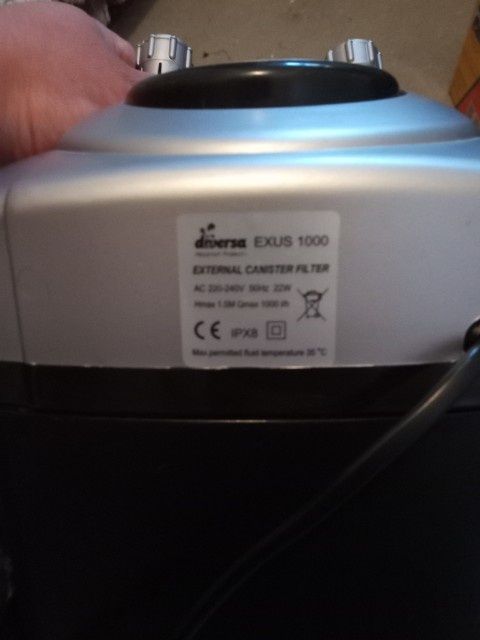 diversa EXUS 1000
EXTERNAL CANISTER FILTER
AC 220-240V 50Hz 22W
Hmax 1.5M Qmax 1000 l/h
CE IPX8
Max permitted fluid temperature 35 °C